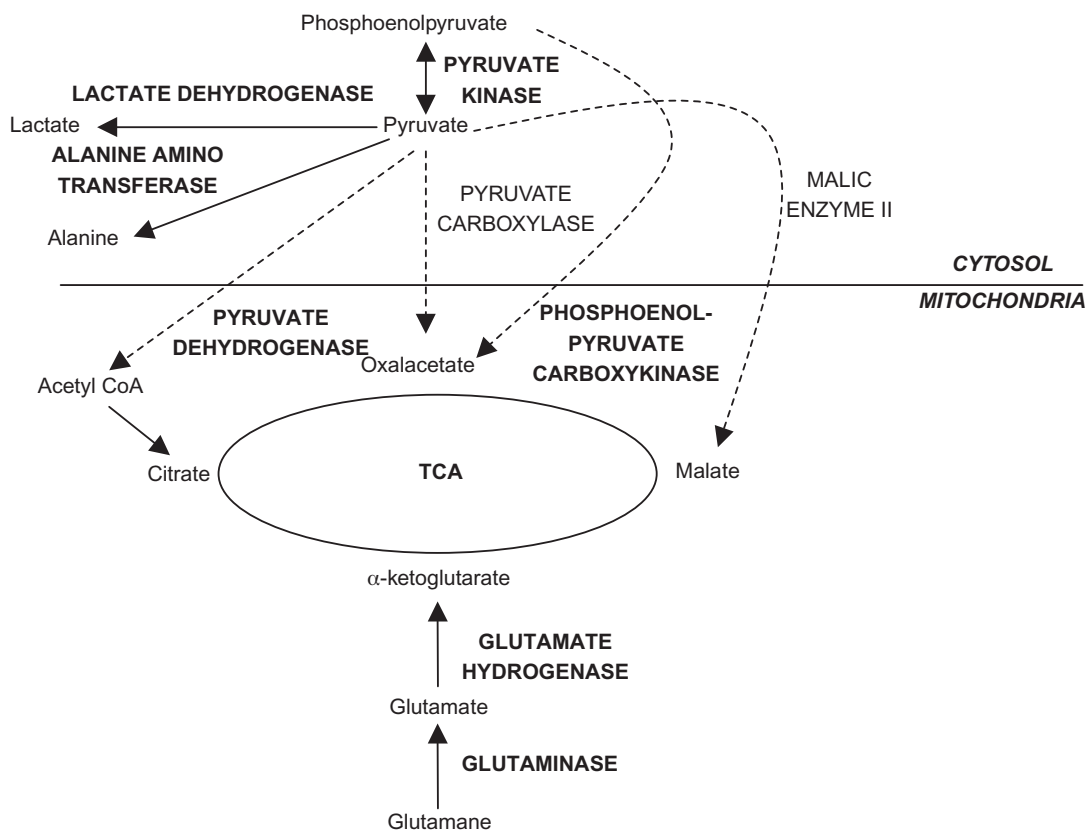 Phosphoenolpyruvate
PYRUVATE
KINASE
LACTATE DEHYDROGENASE
Lactate
Pyruvate
ALANINE AMINO
TRANSFERASE
PYRUVATE
CARBOXYLASE
MALIC
ENZYME II
Alanine
CYTOSOL
MITOCHONDRIA
PYRUVATE
DEHYDROGENASE
PHOSPHOENOL-
PYRUVATE
CARBOXYKINASE
Oxalacetate
Acetyl CoA
Citrate
TCA
Malate
α-ketoglutarate
GLUTAMATE
HYDROGENASE
Glutamate
GLUTAMINASE
Glutamane